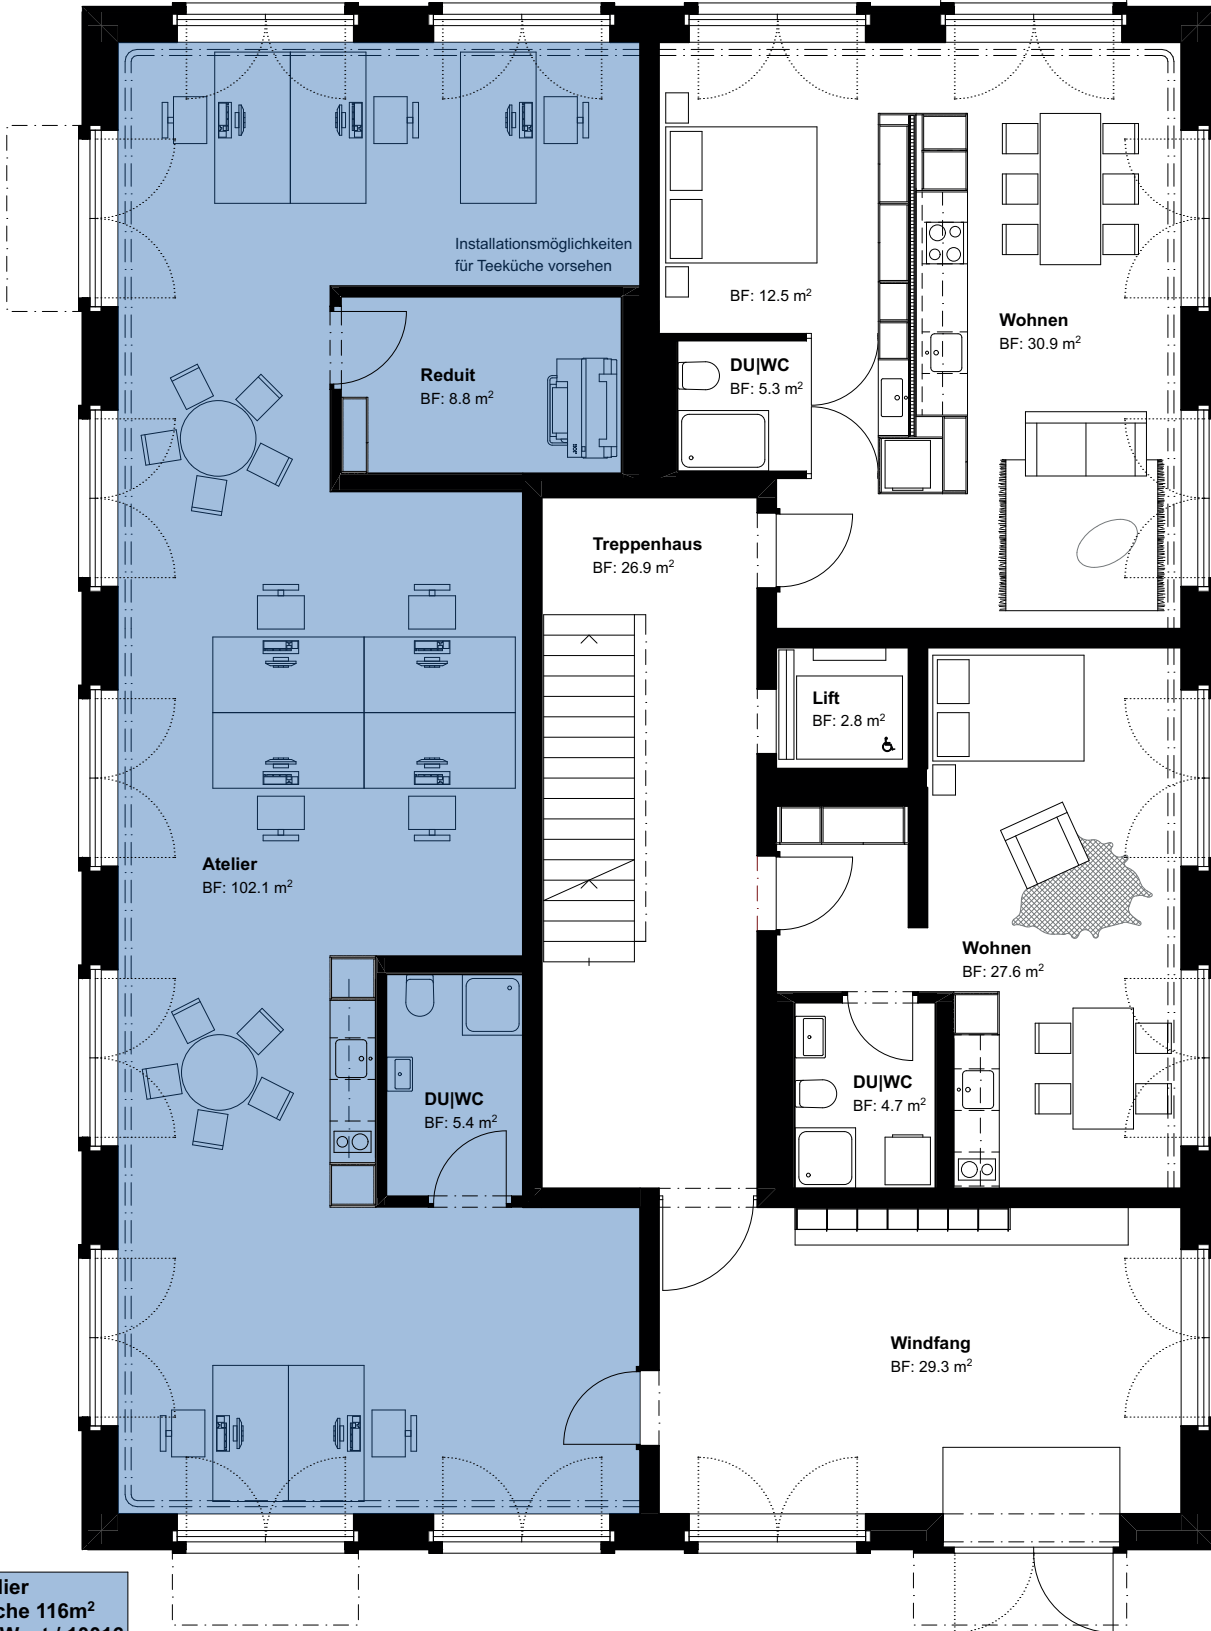 Installationsmöglichkeiten
für Teeküche vorsehen
BF: 12.5 m²
Wohnen
BF: 30.9 m²
Reduit
BF: 8.8 m²
DU|WC
BF: 5.3 m²
Treppenhaus
BF: 26.9 m²
Lift
BF: 2.8 m²
Atelier
BF: 102.1 m²
Wohnen
BF: 27.6 m²
DU|WC
BF: 5.4 m²
DU|WC
BF: 4.7 m²
Windfang
BF: 29.3 m²
lier
che 116m²